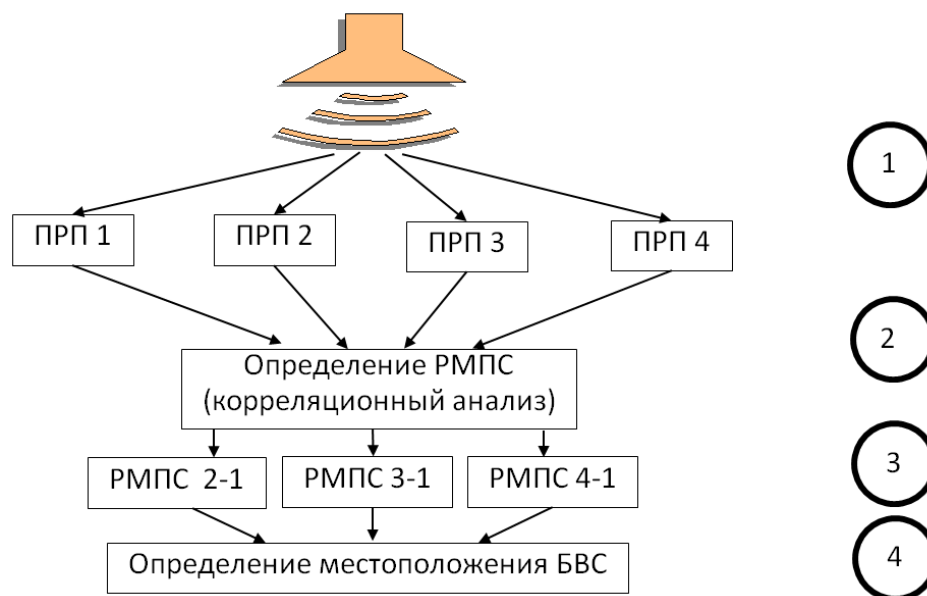 1
ПРП 1
ПРП 2
ПРП 3
ПРП 4
2
Определение РМПС
(корреляционный анализ)
3
РМПС 2-1
РМПС 3-1
РМПС 4-1
4
Определение местоположения БВС